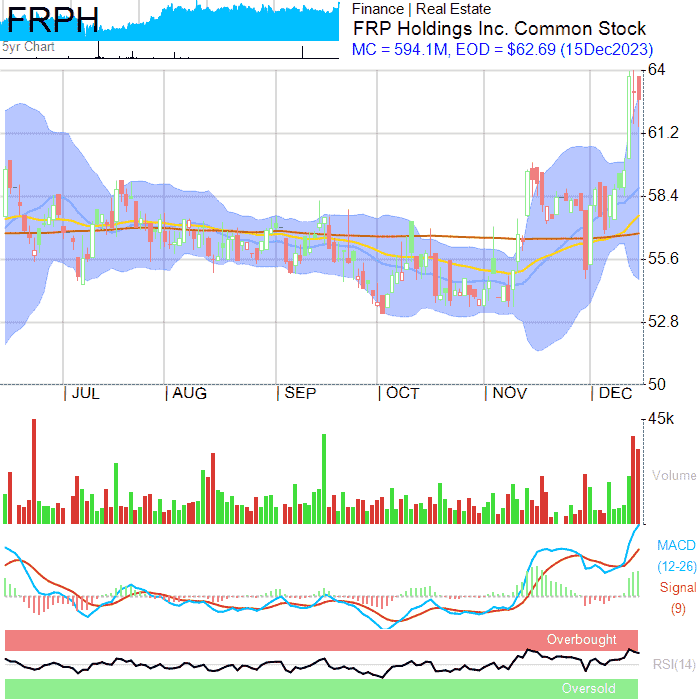 FRPH
Finance | Real Estate
FRP Holdings Inc. Common Stock
5yr Chart
MC = 594.1M, EOD = $62.69 (15Dec2023)
64
61.2
58.4
55.6
52.8
50
| JUL | AUG | SEP | OCT | NOV | DEC
45k
Volume
MACD
(12-26)
Signal
(9)
Overbought
RSI(14)
Oversold